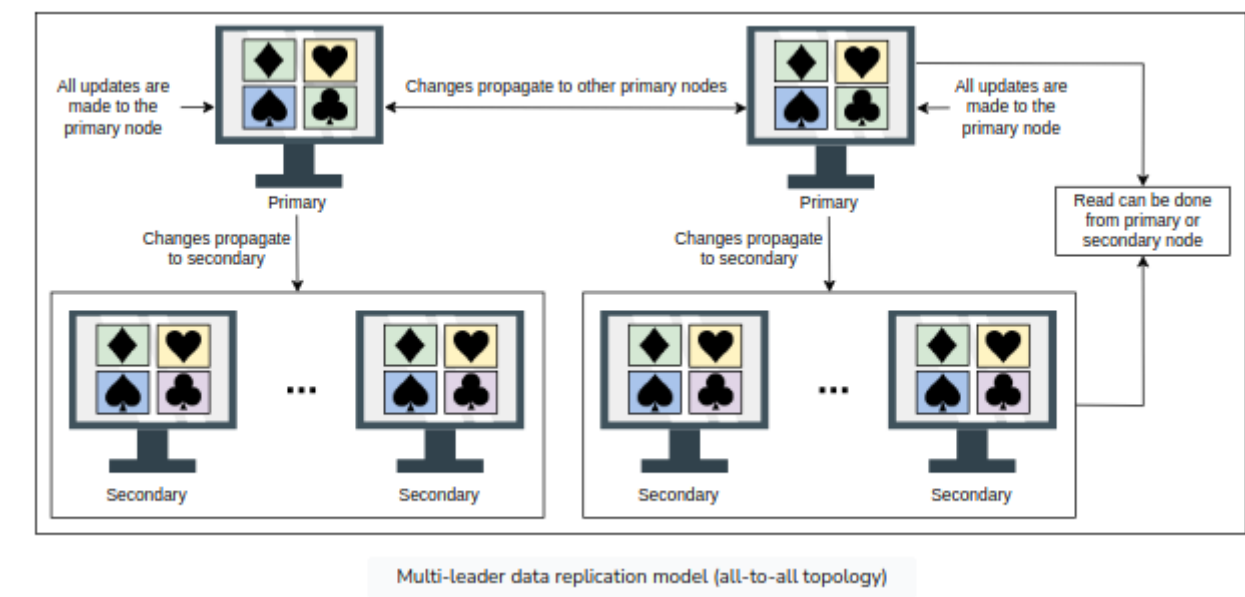 All updates are
made to the
primary node
Changes propagate to other primary nodes
All updates are
made to the
primary node
Primary
Primary
Read can be done
from primary or
secondary node
Changes propagate
to secondary
Changes propagate
to secondary
...
...
Secondary
Secondary
Secondary
Secondary
Multi-leader data replication model (all-to-all topology)